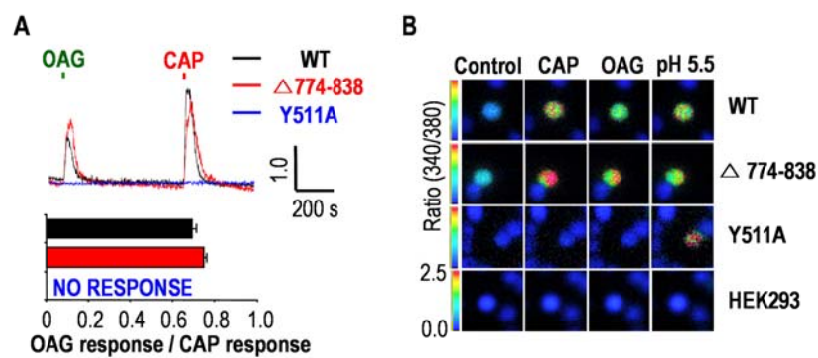 A
OAG CAP
WT
△ 774-838
Y511A
1.0
200 s
NO RESPONSE
0 0.2 0.4 0.6 0.8 1.0
OAG response / CAP response
B
Control CAP OAG pH 5.5
WT
△ 774-838
Y511A
HEK293
Ratio (340/380)
2.5
0.0